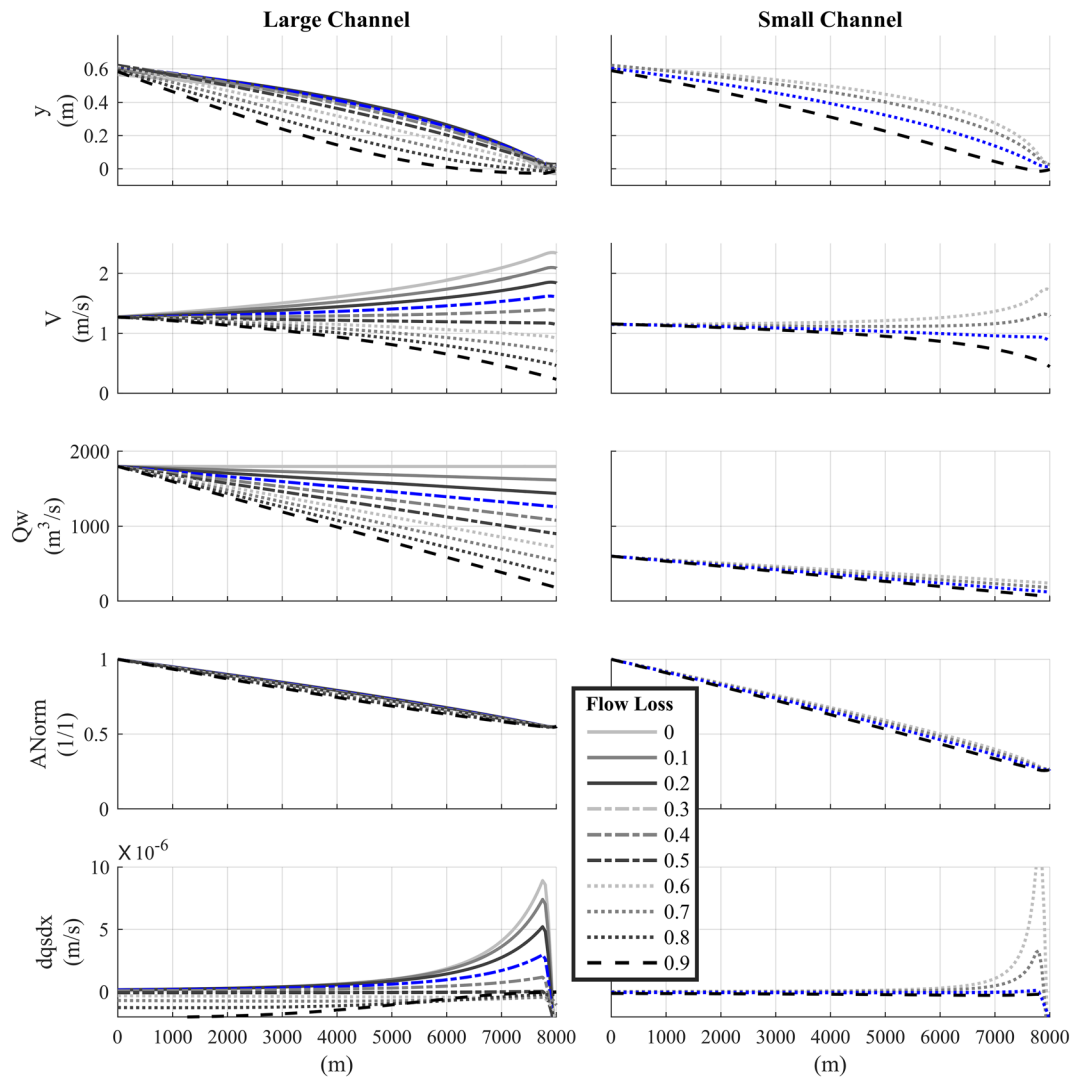 Large Channel
Small Channel
0.6
0.4
0.2
0
y
(m)
2
1
0
V
(m/s)
2000
1000
0
Qw
(m³/s)
1
0.5
0
ANorm
(1/1)
Flow Loss
0
0.1
0.2
0.3
0.4
0.5
0.6
0.7
0.8
0.9
X 10⁻⁶
10
5
0
dqsdx
(m/s)
0 1000 2000 3000 4000 5000 6000 7000 8000
0 1000 2000 3000 4000 5000 6000 7000 8000
(m)
(m)